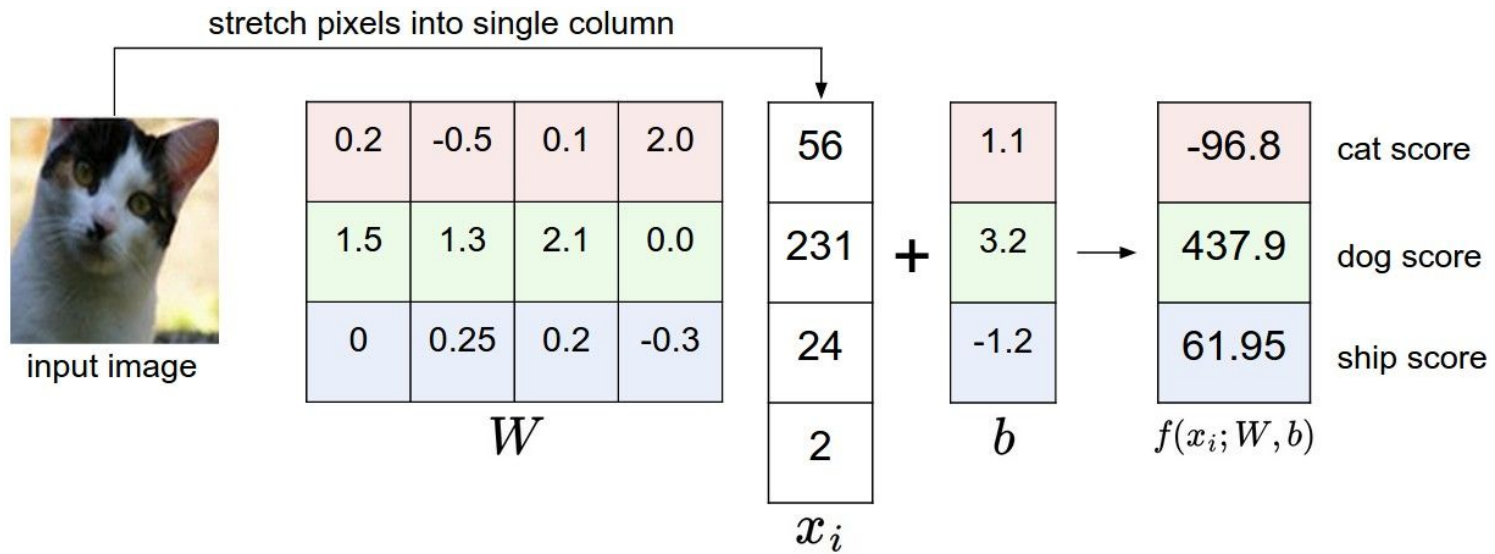 stretch pixels into single column
0.2 -0.5 0.1 2.0 56 1.1 -96.8 cat score
1.5 1.3 2.1 0.0 231 + 3.2 437.9 dog score
0 0.25 0.2 -0.3 24 -1.2 61.95 ship score
input image
W 2 b f(x_i; W, b)
x_i